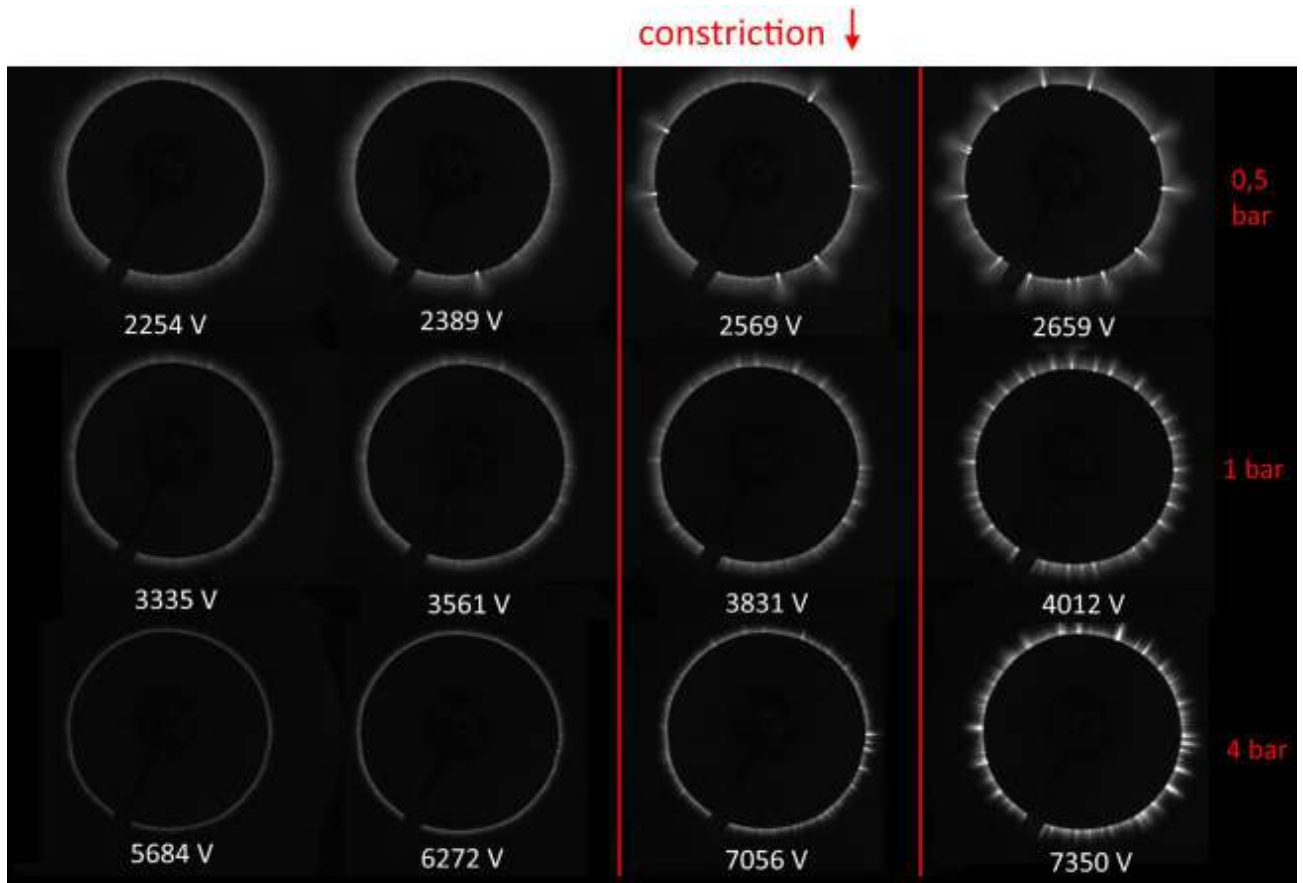 constriction ↓
2254 V 2389 V 2569 V 2659 V
0,5
bar
3335 V 3561 V 3831 V 4012 V
1 bar
5684 V 6272 V 7056 V 7350 V
4 bar